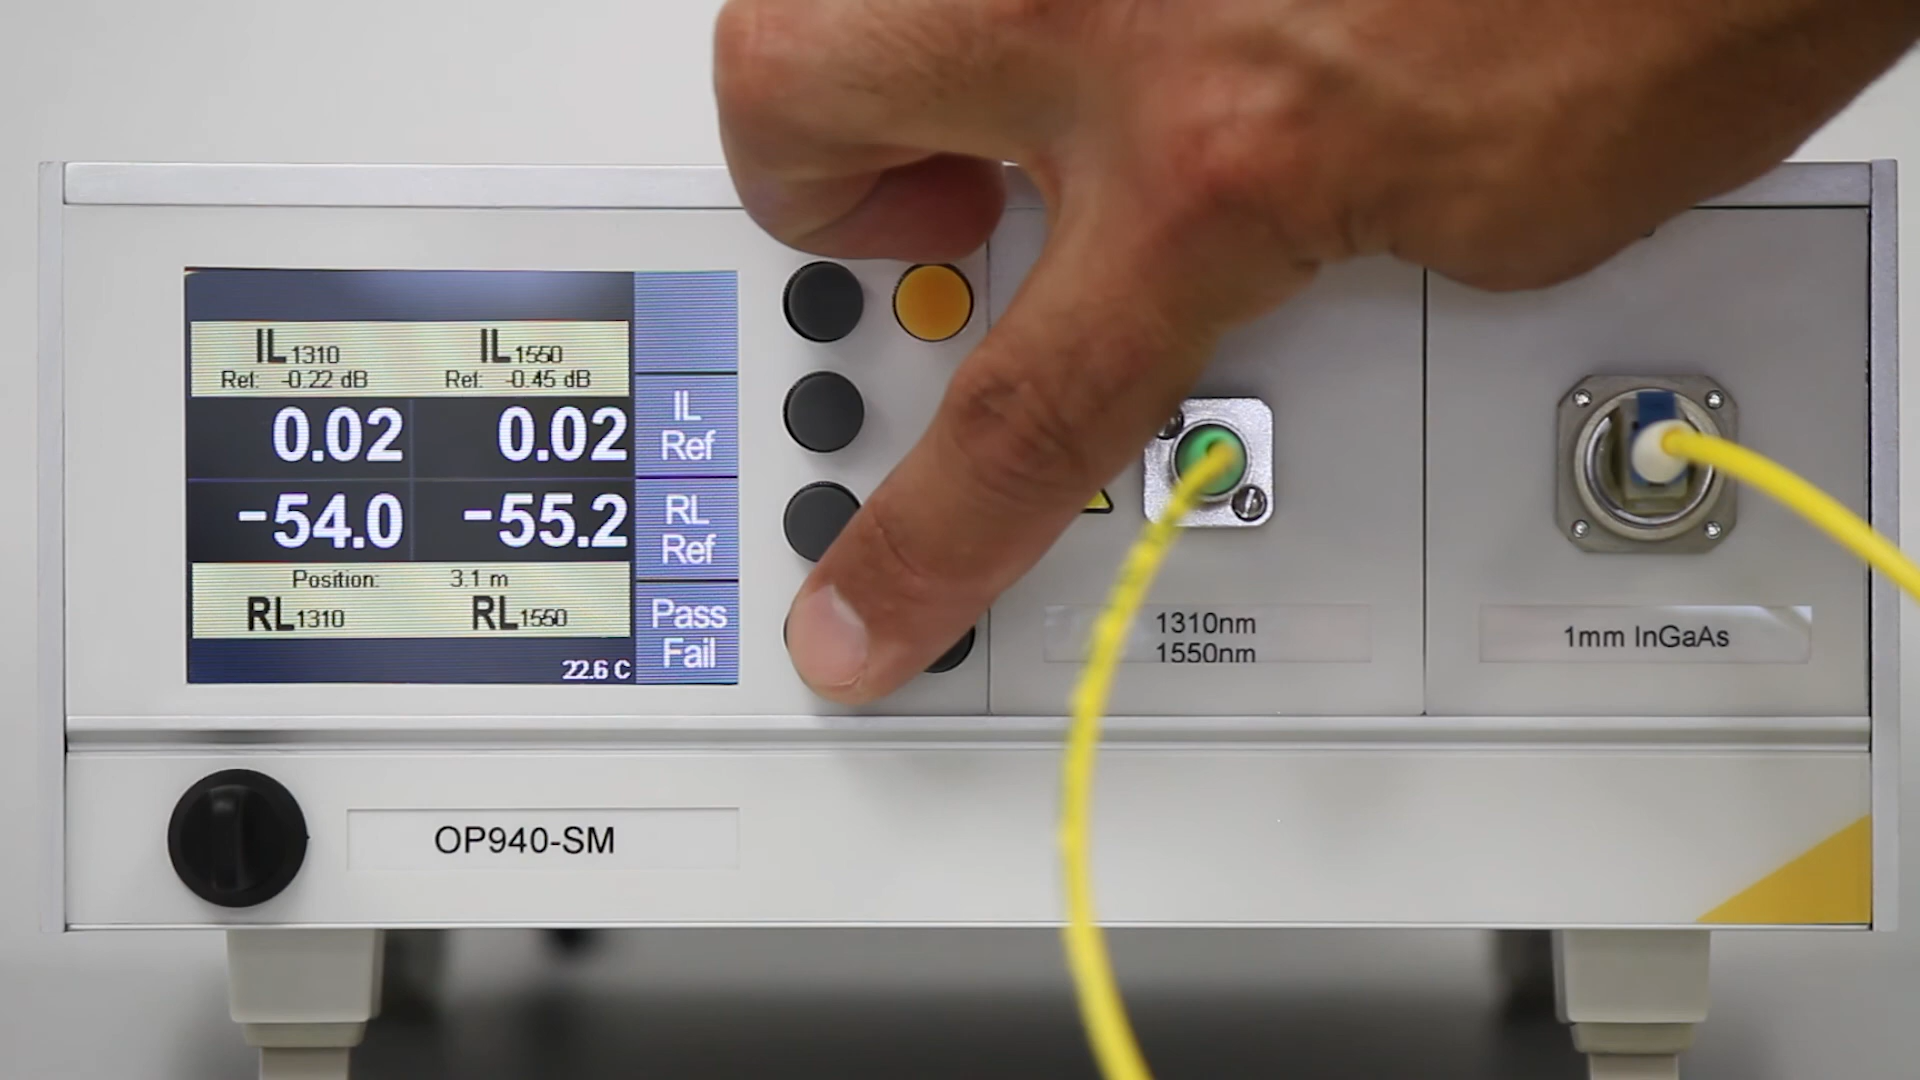 IL1310 IL1550
Ref: -0.22 dB Ref: -0.45 dB
0.02 0.02
-54.0 -55.2
Position: 3.1 m
RL1310 RL1550
22.6 C
IL
Ref
RL
Ref
Pass
Fail
1310nm
1550nm
1mm InGaAs
OP940-SM